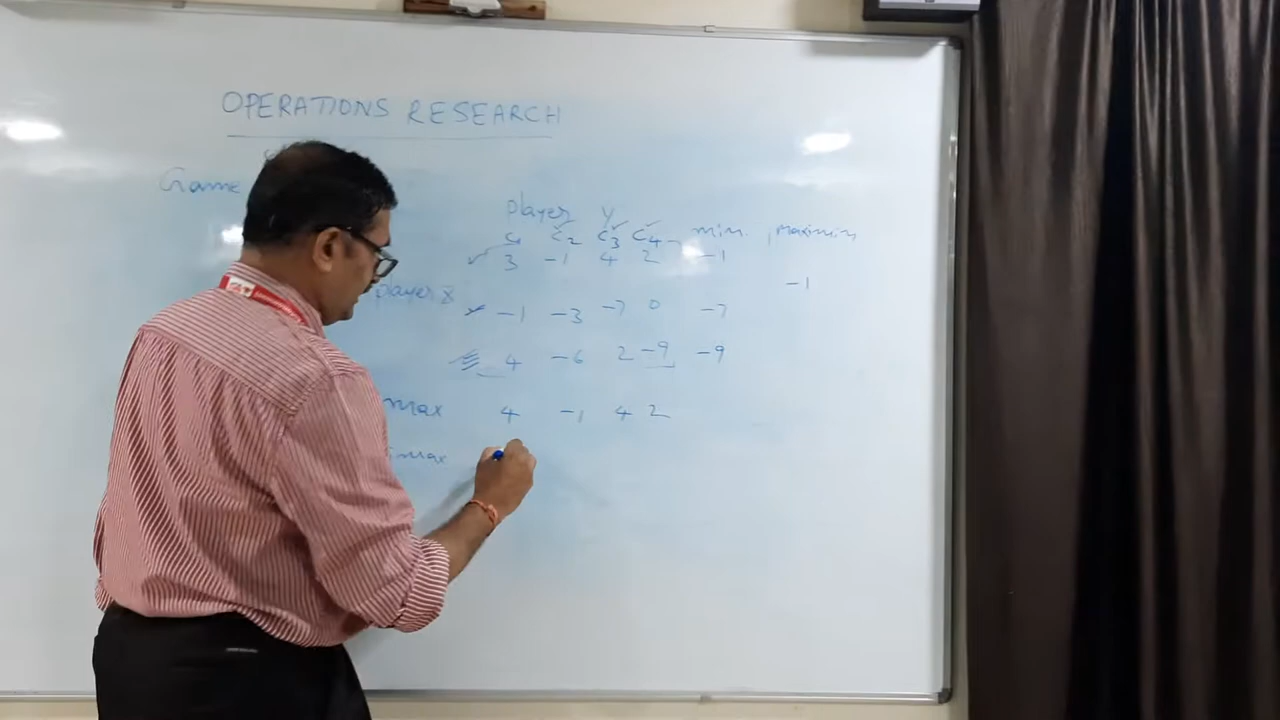 OPERATIONS RESEARCH
Game
player Y
C1 C2 C3 C4 min. Maximin
3 -1 4 2 -1
player X -1
-1 -3 -7 0 -7
4 -6 2 -9 -9
max 4 -1 4 2
imax